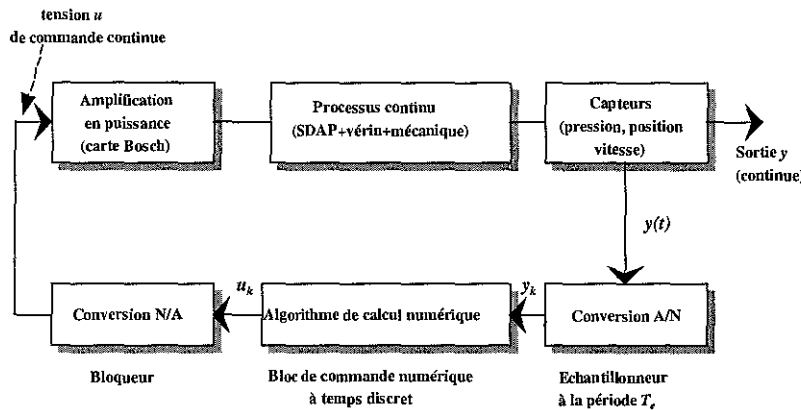 tension u
de commande continue
Amplification
en puissance
(carte Bosch)
Processus continu
(SDAP+vérin+mécanique)
Capteurs
(pression, position
vitesse)
Sortie y
(continue)
y(t)
u_k
y_k
Conversion N/A
Algorithme de calcul numérique
Conversion A/N
Bloqueur
Bloc de commande numérique
à temps discret
Echantillonneur
à la période T_e